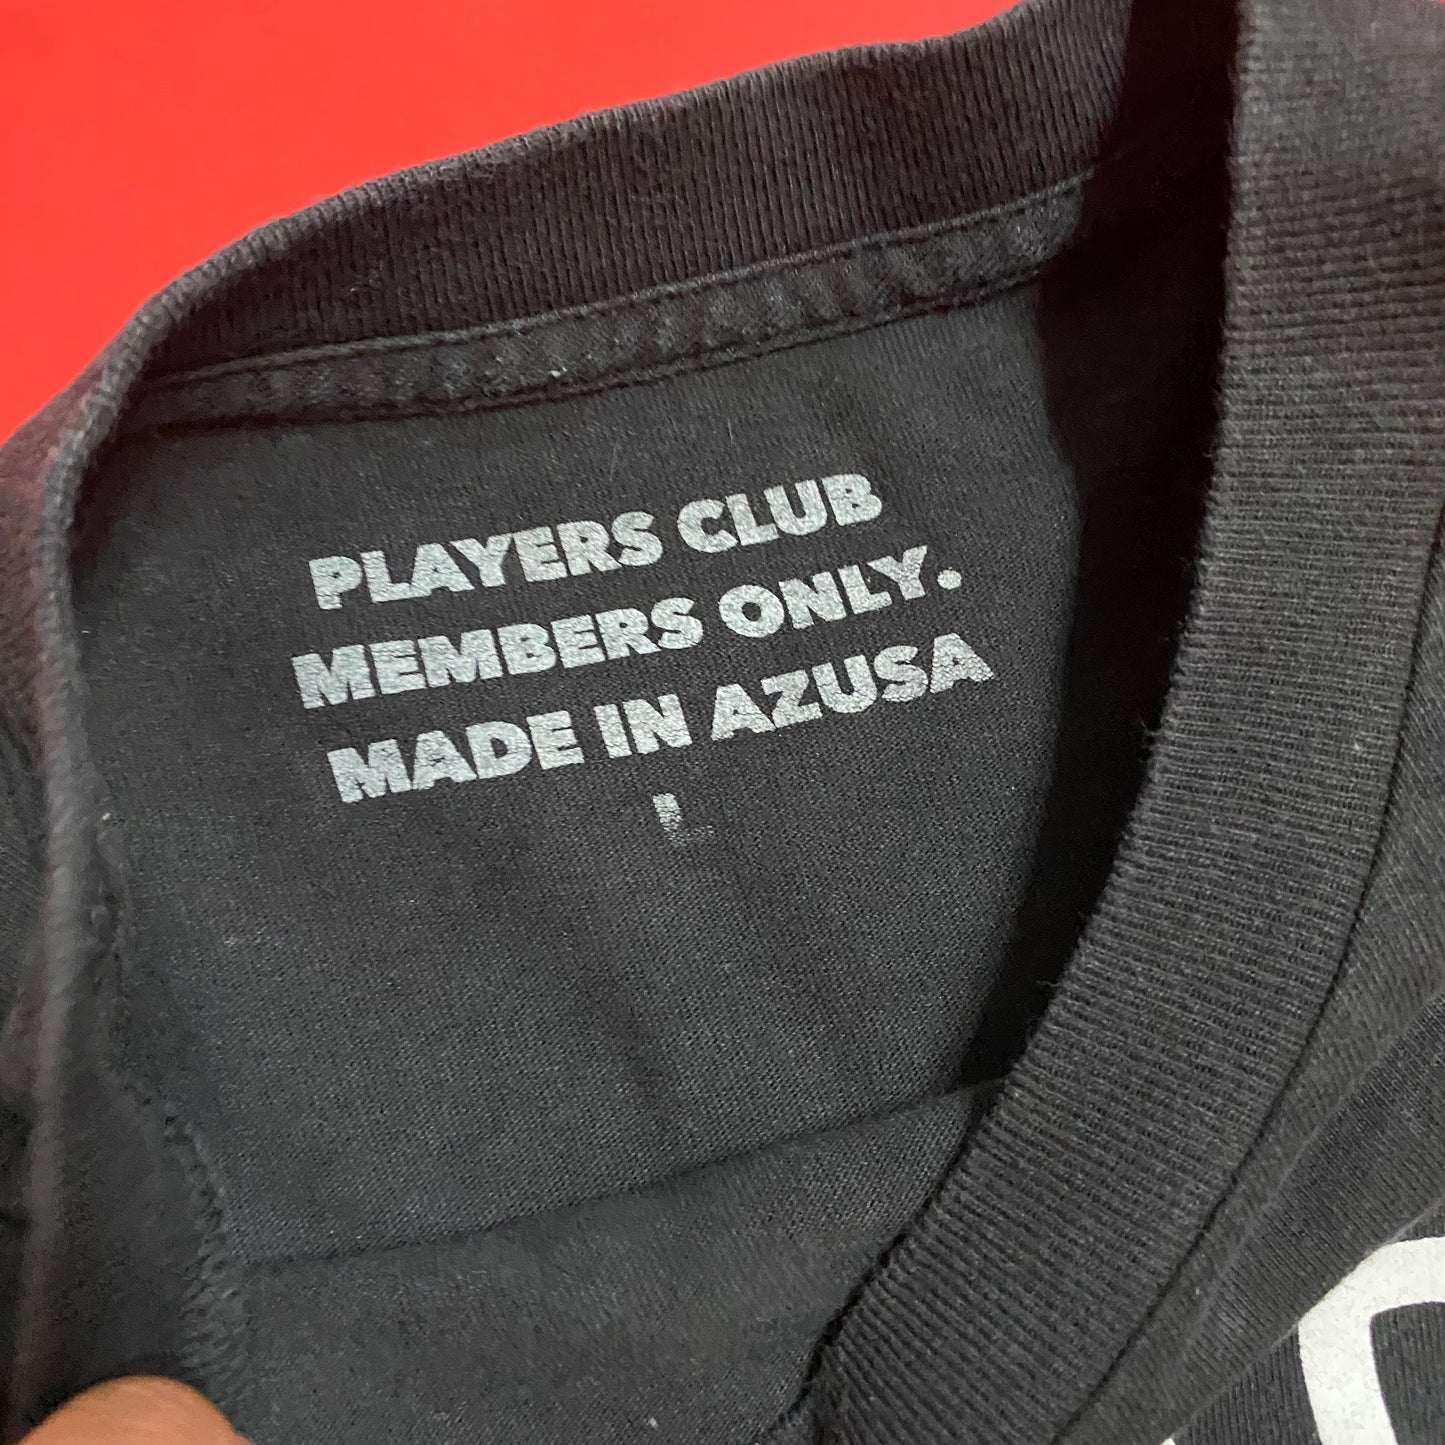 PLAYERS CLUB
MEMBERS ONLY.
MADE IN AZUSA
L